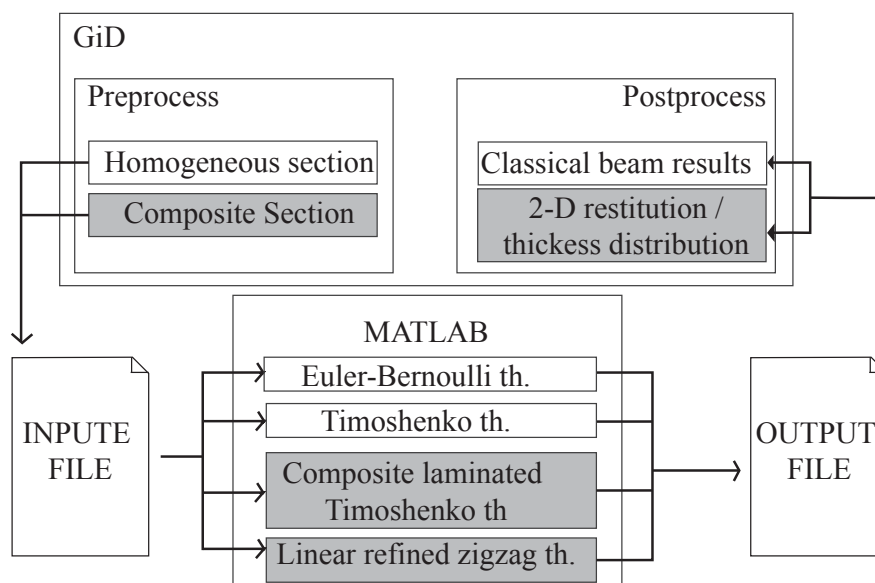 GiD
Preprocess
Homogeneous section
Composite Section
Postprocess
Classical beam results
2-D restitution /
thickess distribution
INPUTE
FILE
MATLAB
Euler-Bernoulli th.
Timoshenko th.
Composite laminated
Timoshenko th
Linear refined zigzag th.
OUTPUT
FILE